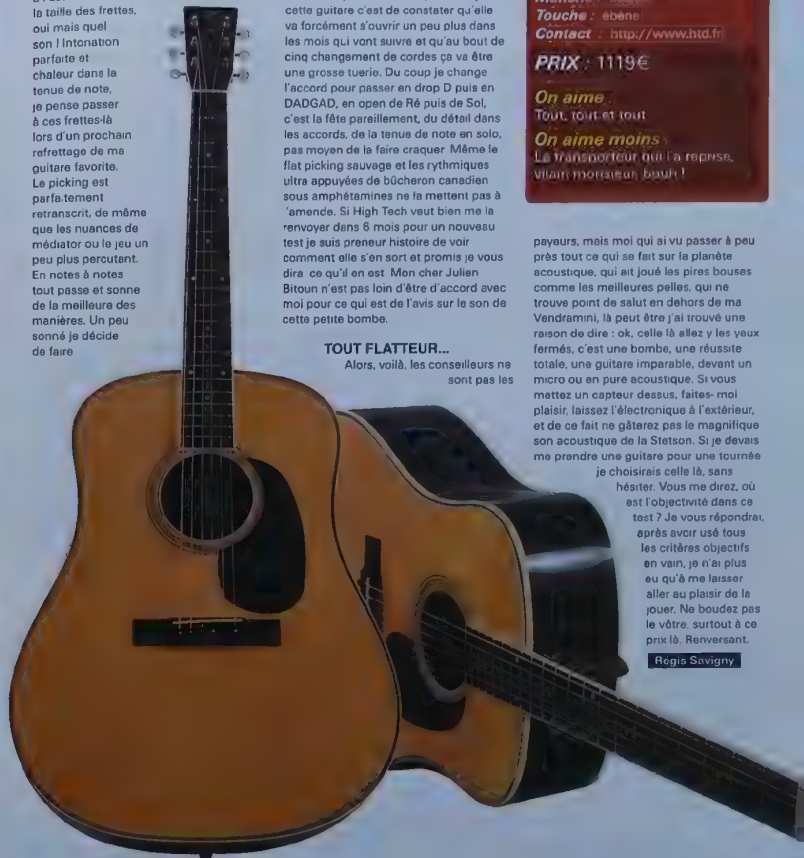 la taille des frettes,
oui mais quel
son ! Intonation
parfaite et
chaleur dans la
tenue de note,
je pense passer
à ces frettes-là
lors d'un prochain
refrettage de ma
guitare favorite.
Le picking est
parfa.tement
retranscrit, de même
que les nuances de
médiator ou le jeu un
peu plus percutant.
En notes à notes
tout passe et sonne
de la meilleure des
manières. Un peu
sonné je décide
de faire
cette guitare c'est de constater qu'elle
va forcément s'ouvrir un peu plus dans
les mois qui vont suivre et qu'au bout de
cinq changement de cordes ça va être
une grosse tuerie. Du coup je change
l'accord pour passer en drop D puis en
DADGAD, en open de Ré puis de Sol,
c'est la fête pareillement, du détail dans
les accords, de la tenue de note en solo,
pas moyen de la faire craquer Même le
flat picking sauvage et les rythmiques
ultra appuyées de bûcheron canadien
sous amphétamines ne la mettent pas à
'amende. Si High Tech veut bien me la
renvoyer dans 6 mois pour un nouveau
test je suis preneur histoire de voir
comment elle s'en sort et promis je vous
dira ce qu'il en est Mon cher Julien
Bitoun n'est pas loin d'être d'accord avec
moi pour ce qui est de l'avis sur le son de
cette petite bombe.
TOUT FLATTEUR...
Alors, voilà, les conseilleurs ne
sont pas les
Touche : ébène
Contact : http://www.htd.fr
PRIX : 1119€
On aime :
Tout, tout et tout
On aime moins :
Le transporteur qui l'a reprise,
vilain monsieur, bouh !
payeurs, mais moi qui ai vu passer à peu
près tout ce qui se fait sur la planète
acoustique, qui ait joué les pires bouses
comme les meilleures pelles, qui ne
trouve point de salut en dehors de ma
Vendramini, là peut être j'ai trouvé une
raison de dire : ok, celle là allez y les yeux
fermés, c'est une bombe, une réussite
totale, une guitare imparable, devant un
micro ou en pure acoustique. Si vous
mettez un capteur dessus, faites- moi
plaisir, laissez l'électronique à l'extérieur,
et de ce fait ne gâterez pas le magnifique
son acoustique de la Stetson. Si je devais
me prendre une guitare pour une tournée
je choisirais celle là, sans
hésiter. Vous me direz, où
est l'objectivité dans ce
test ? Je vous répondrai,
après avoir usé tous
les critères objectifs
en vain, je n'ai plus
eu qu'à me laisser
aller au plaisir de la
jouer. Ne boudez pas
le vôtre, surtout à ce
prix là. Renversant.
Régis Savigny